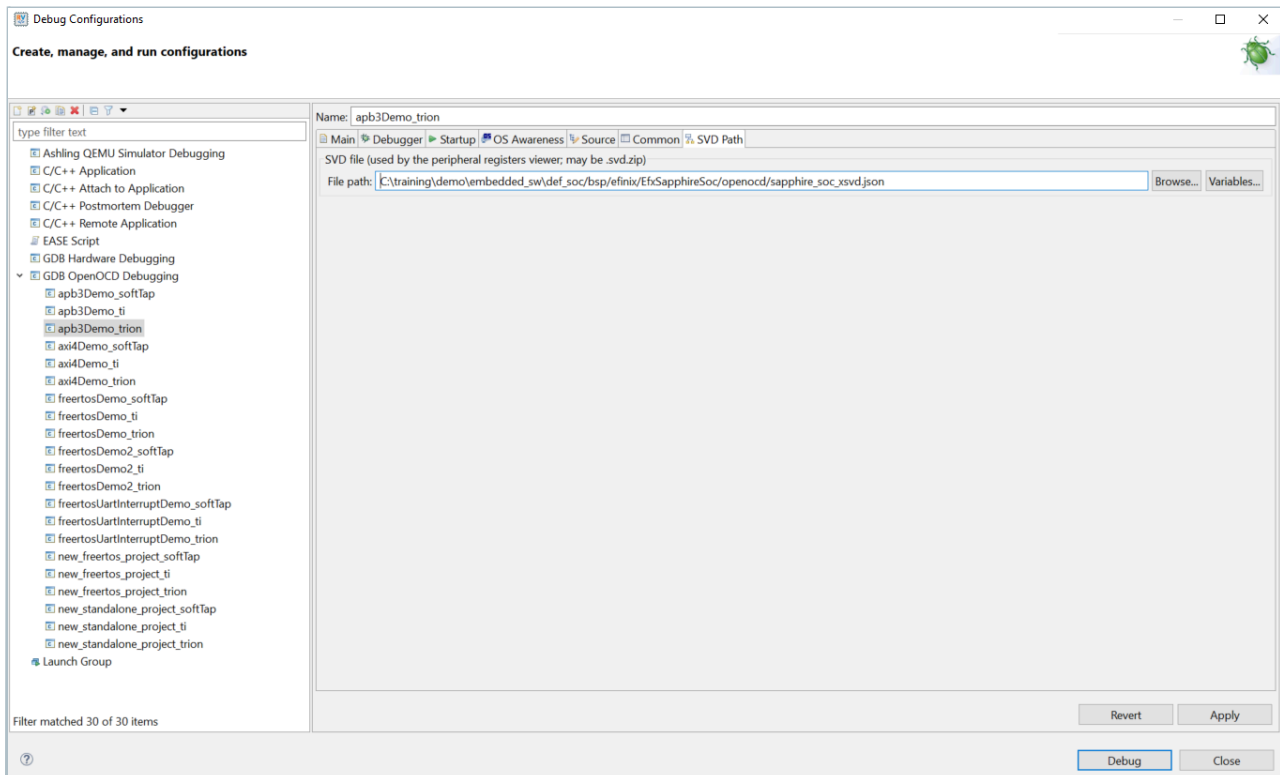 Debug Configurations
Create, manage, and run configurations
type filter text
Ashling QEMU Simulator Debugging
C/C++ Application
C/C++ Attach to Application
C/C++ Postmortem Debugger
C/C++ Remote Application
EASE Script
GDB Hardware Debugging
GDB OpenOCD Debugging
apb3Demo_softTap
apb3Demo_ti
apb3Demo_trion
axi4Demo_softTap
axi4Demo_ti
axi4Demo_trion
freertosDemo_softTap
freertosDemo_ti
freertosDemo_trion
freertosDemo2_softTap
freertosDemo2_ti
freertosDemo2_trion
freertosUartInterruptDemo_softTap
freertosUartInterruptDemo_ti
freertosUartInterruptDemo_trion
new_freertos_project_softTap
new_freertos_project_ti
new_freertos_project_trion
new_standalone_project_softTap
new_standalone_project_ti
new_standalone_project_trion
Launch Group
Filter matched 30 of 30 items
Name: apb3Demo_trion
Main Debugger Startup OS Awareness Source Common SVD Path
SVD file (used by the peripheral registers viewer; may be .svd.zip)
File path: C:\training\demo\embedded_sw\def_soc/bsp/efinix/EfxSapphireSoc/openocd/sapphire_soc_xsvd.json Browse... Variables...
Revert Apply
? Debug Close